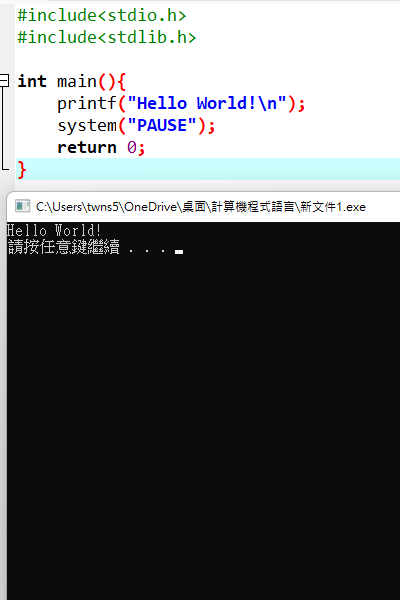 #include<stdio.h>
#include<stdlib.h>
int main(){
    printf("Hello World!\n");
    system("PAUSE");
    return 0;
}
C:\Users\twns5\OneDrive\桌面\計算機程式語言\新文件1.exe
Hello World!
請按任意鍵繼續 . . .